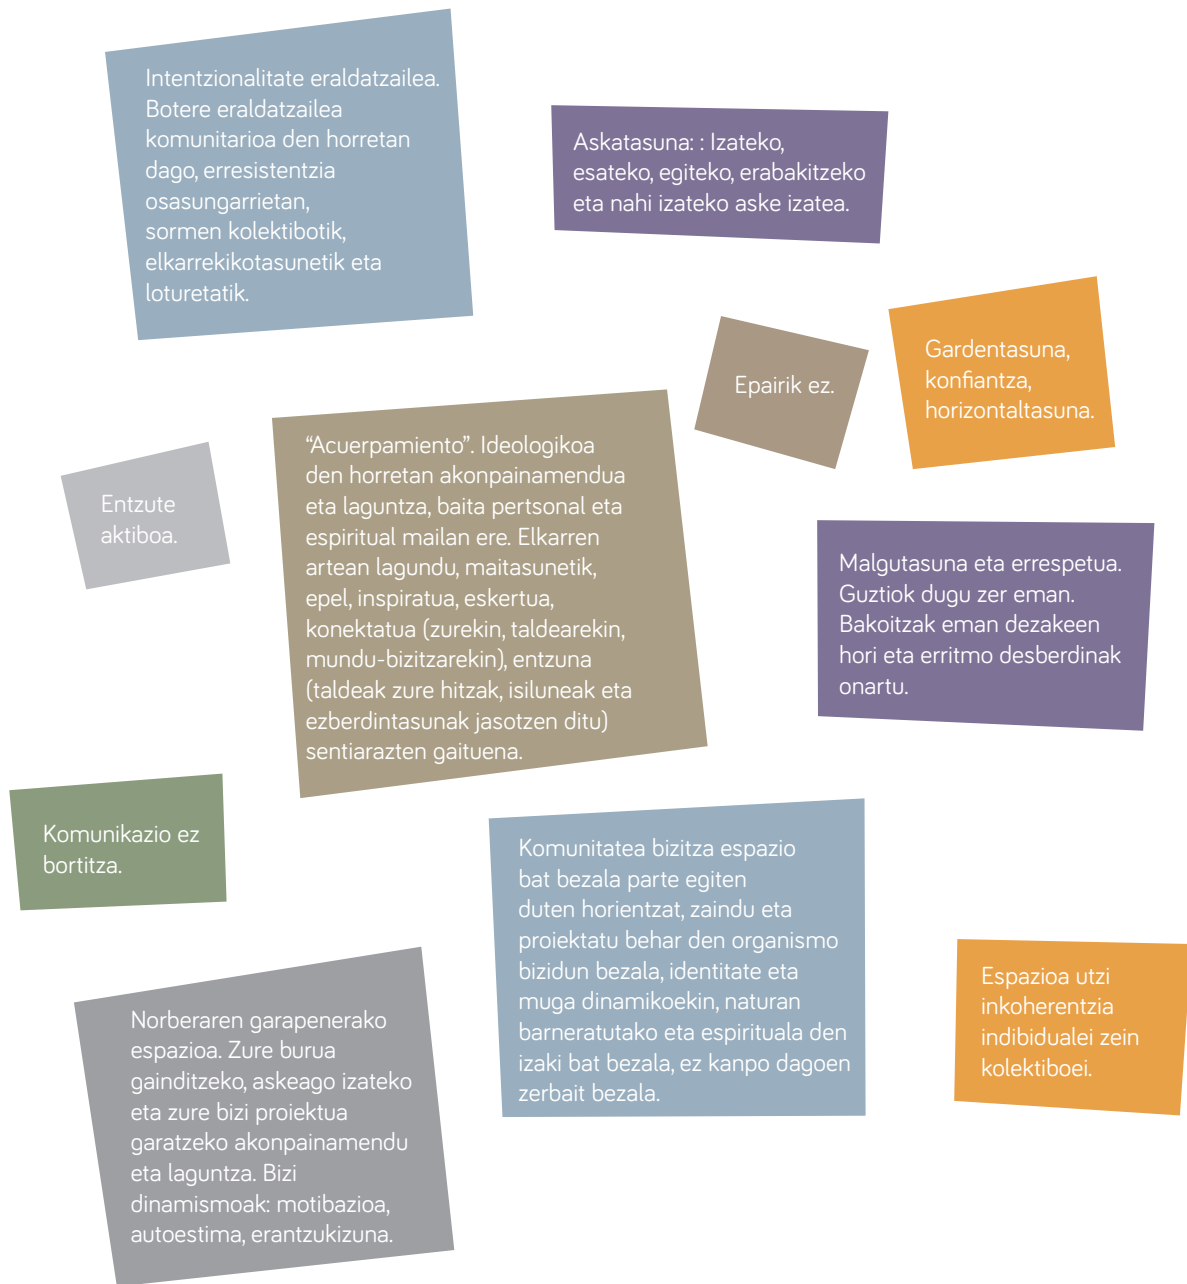 Intentzionalitate eraldatzailea.
Botere eraldatzailea
komunitarioa den horretan
dago, erresistentzia
osasungarrietan,
sormen kolektibotik,
elkarrekikotasunetik eta
loturetatik.
Askatasuna: : Izateko,
esateko, egiteko, erabakitzeko
eta nahi izateko aske izatea.
Epairik ez.
Gardentasuna,
konfiantza,
horizontaltasuna.
Entzute
aktiboa.
“Acuerpamiento”. Ideologikoa
den horretan akonpainamendua
eta laguntza, baita pertsonal eta
espiritual mailan ere. Elkarren
artean lagundu, maitasunetik,
epel, inspiratua, eskertua,
konektatua (zurekin, taldearekin,
mundu-bizitzarekin), entzuna
(taldeak zure hitzak, isiluneak eta
ezberdintasunak jasotzen ditu)
sentiarazten gaituena.
Malgutasuna eta errespetua.
Guztiok dugu zer eman.
Bakoitzak eman dezakeen
hori eta erritmo desberdinak
onartu.
Komunikazio ez
bortitza.
Komunitatea bizitza espazio
bat bezala parte egiten
duten horientzat, zaindu eta
proiektatu behar den organismo
bizidun bezala, identitate eta
muga dinamikoekin, naturan
barneratutako eta espirituala den
izaki bat bezala, ez kanpo dagoen
zerbait bezala.
Espazioa utzi
inkoherentzia
indibidualei zein
kolektiboei.
Norberaren garapenerako
espazioa. Zure burua
gainditzeko, askeago izateko
eta zure bizi proiektua
garatzeko akonpainamendu
eta laguntza. Bizi
dinamismoak: motibazioa,
autoestima, erantzukizuna.